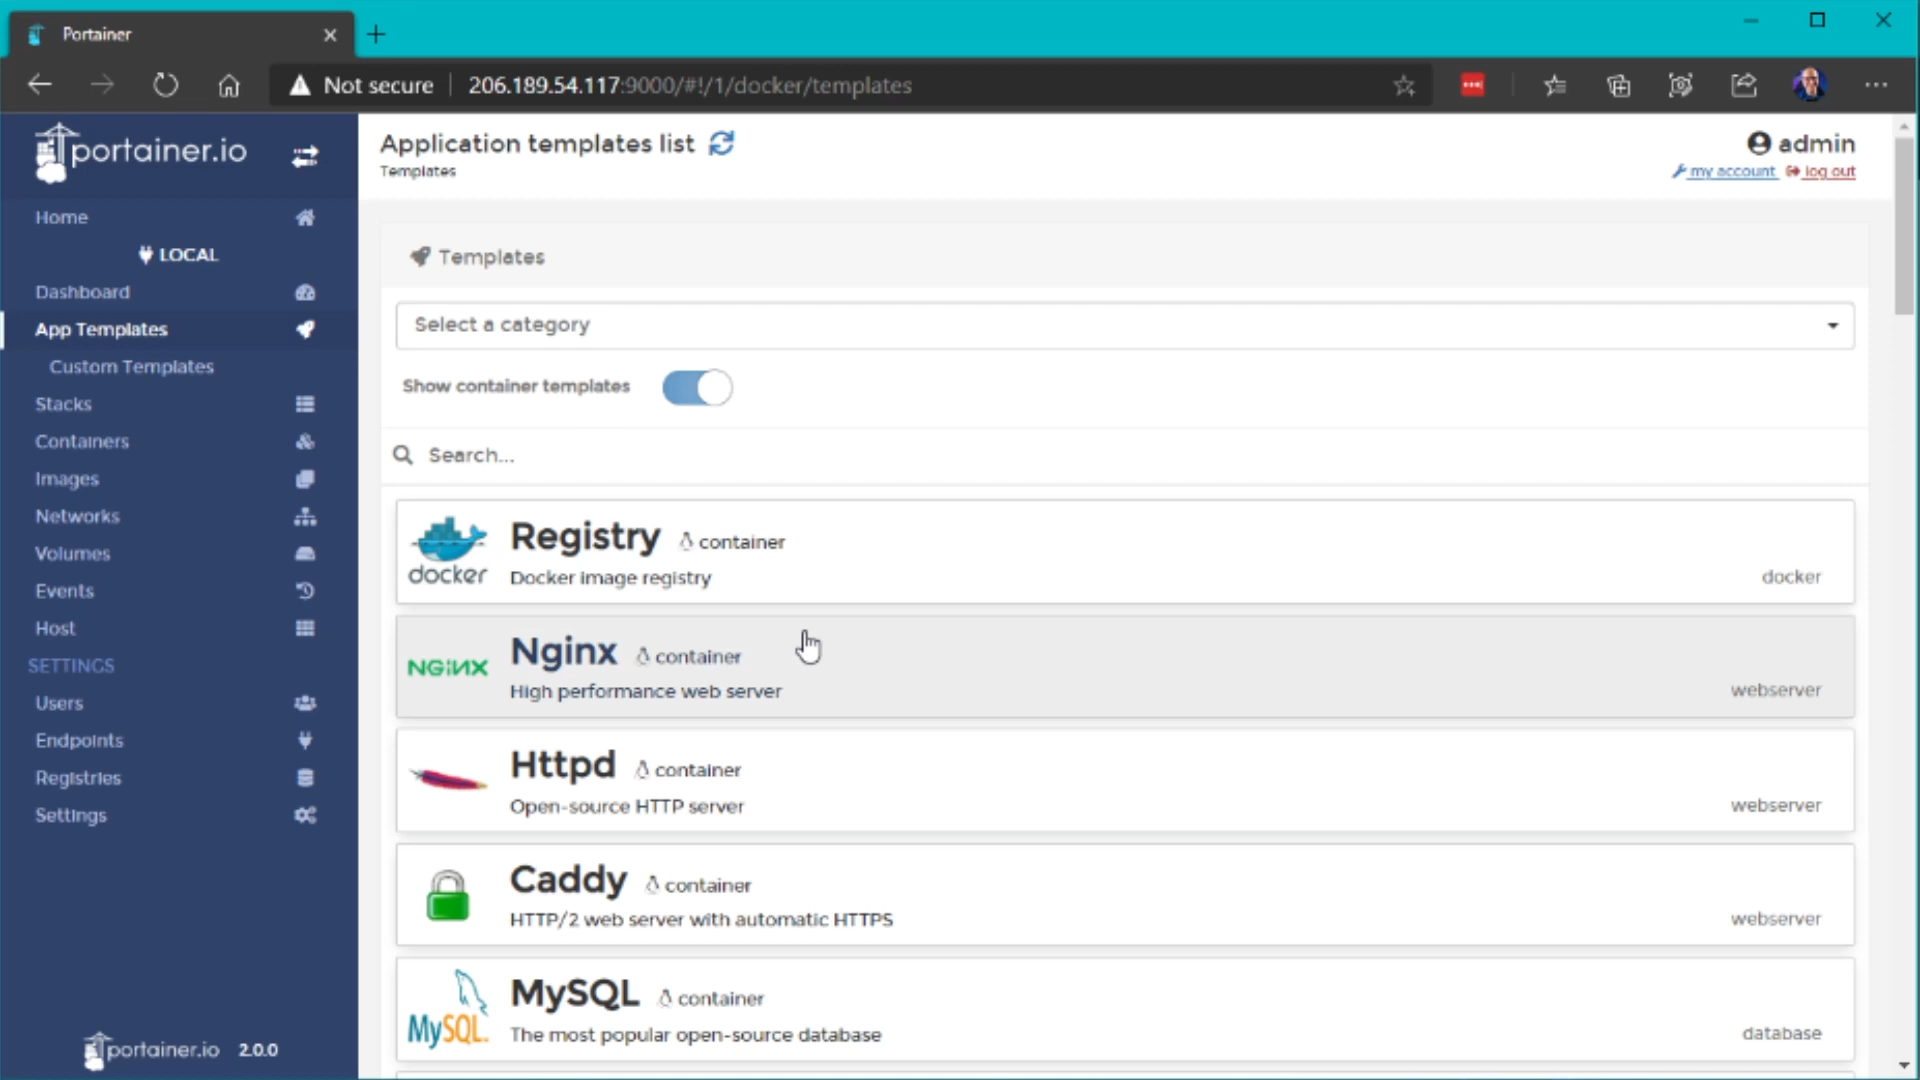 Portainer
Not secure
206.189.54.117:9000/#!/1/docker/templates
portainer.io
Home
LOCAL
Dashboard
App Templates
Custom Templates
Stacks
Containers
Images
Networks
Volumes
Events
Host
SETTINGS
Users
Endpoints
Registries
Settings
portainer.io 2.0.0
Application templates list
Templates
admin
my account log out
Templates
Select a category
Show container templates
Search...
docker
Registry container
Docker image registry
docker
NGINX
Nginx container
High performance web server
webserver
Httpd container
Open-source HTTP server
webserver
Caddy container
HTTP/2 web server with automatic HTTPS
webserver
MySQL
MySQL container
The most popular open-source database
database